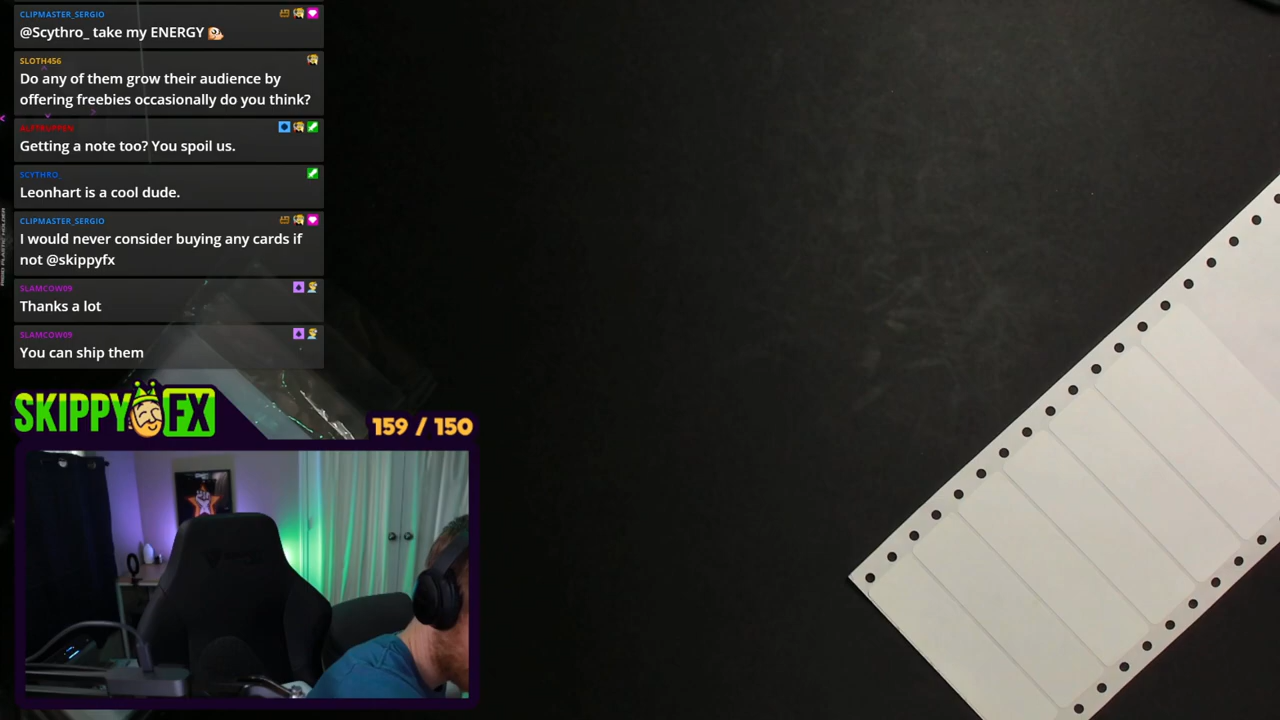 CLIPMASTER_SERGIO
@Scythro_ take my ENERGY
SLOTH456
Do any of them grow their audience by
offering freebies occasionally do you think?
Getting a note too? You spoil us.
SCYTHRO_
Leonhart is a cool dude.
CLIPMASTER_SERGIO
I would never consider buying any cards if
not @skippyfx
SLAMCOW09
Thanks a lot
SLAMCOW09
You can ship them
SKIPPY FX
159 / 150